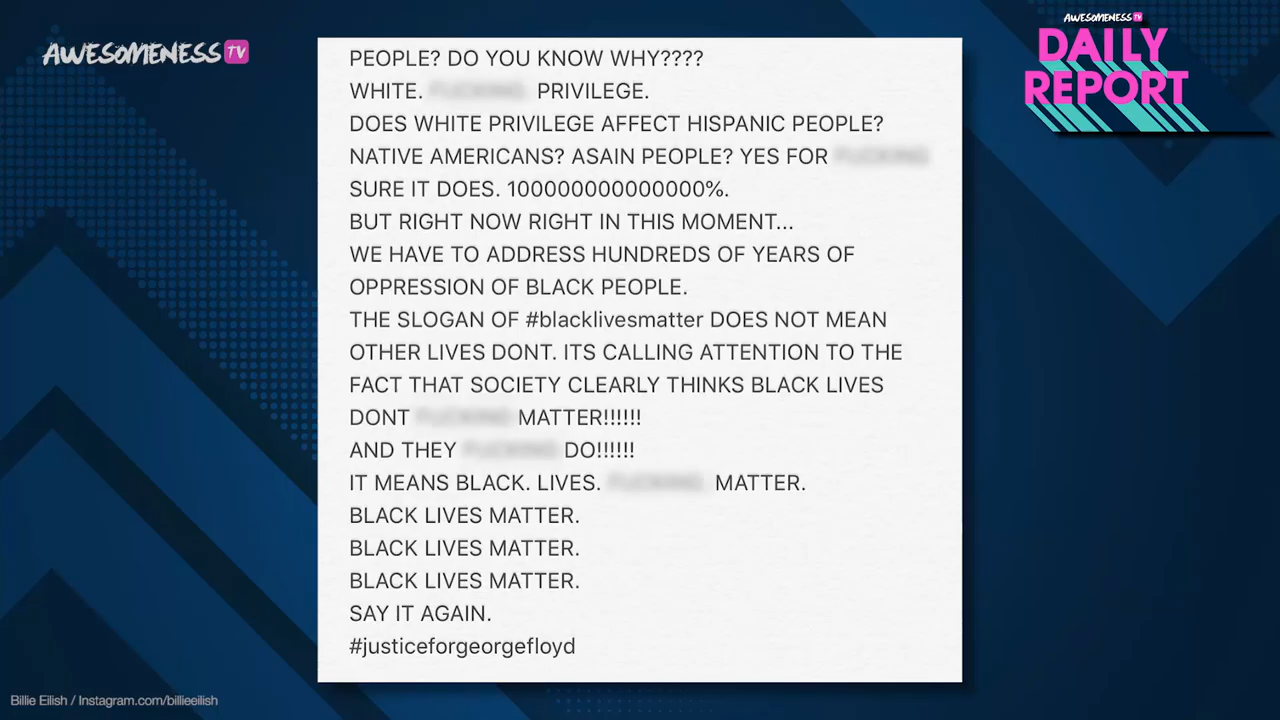 AWESOMENESS TV
AWESOMENESS TV
DAILY
REPORT
PEOPLE? DO YOU KNOW WHY????
WHITE. PRIVILEGE.
DOES WHITE PRIVILEGE AFFECT HISPANIC PEOPLE?
NATIVE AMERICANS? ASAIN PEOPLE? YES FOR
SURE IT DOES. 100000000000000%.
BUT RIGHT NOW RIGHT IN THIS MOMENT...
WE HAVE TO ADDRESS HUNDREDS OF YEARS OF
OPPRESSION OF BLACK PEOPLE.
THE SLOGAN OF #blacklivesmatter DOES NOT MEAN
OTHER LIVES DONT. ITS CALLING ATTENTION TO THE
FACT THAT SOCIETY CLEARLY THINKS BLACK LIVES
DONT MATTER!!!!!!
AND THEY DO!!!!!!
IT MEANS BLACK. LIVES. MATTER.
BLACK LIVES MATTER.
BLACK LIVES MATTER.
BLACK LIVES MATTER.
SAY IT AGAIN.
#justiceforgeorgefloyd
Billie Eilish / Instagram.com/billieeilish